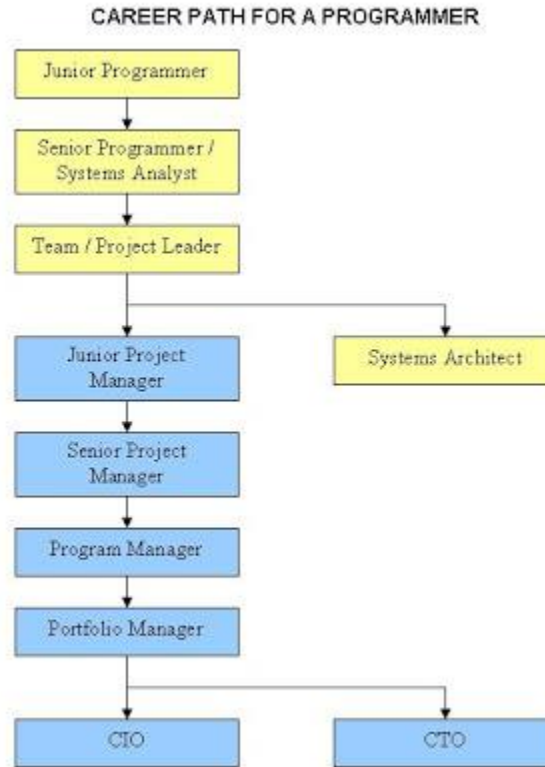 CAREER PATH FOR A PROGRAMMER
Junior Programmer
Senior Programmer /
Systems Analyst
Team / Project Leader
Junior Project
Manager
Systems Architect
Senior Project
Manager
Program Manager
Portfolio Manager
CIO
CTO